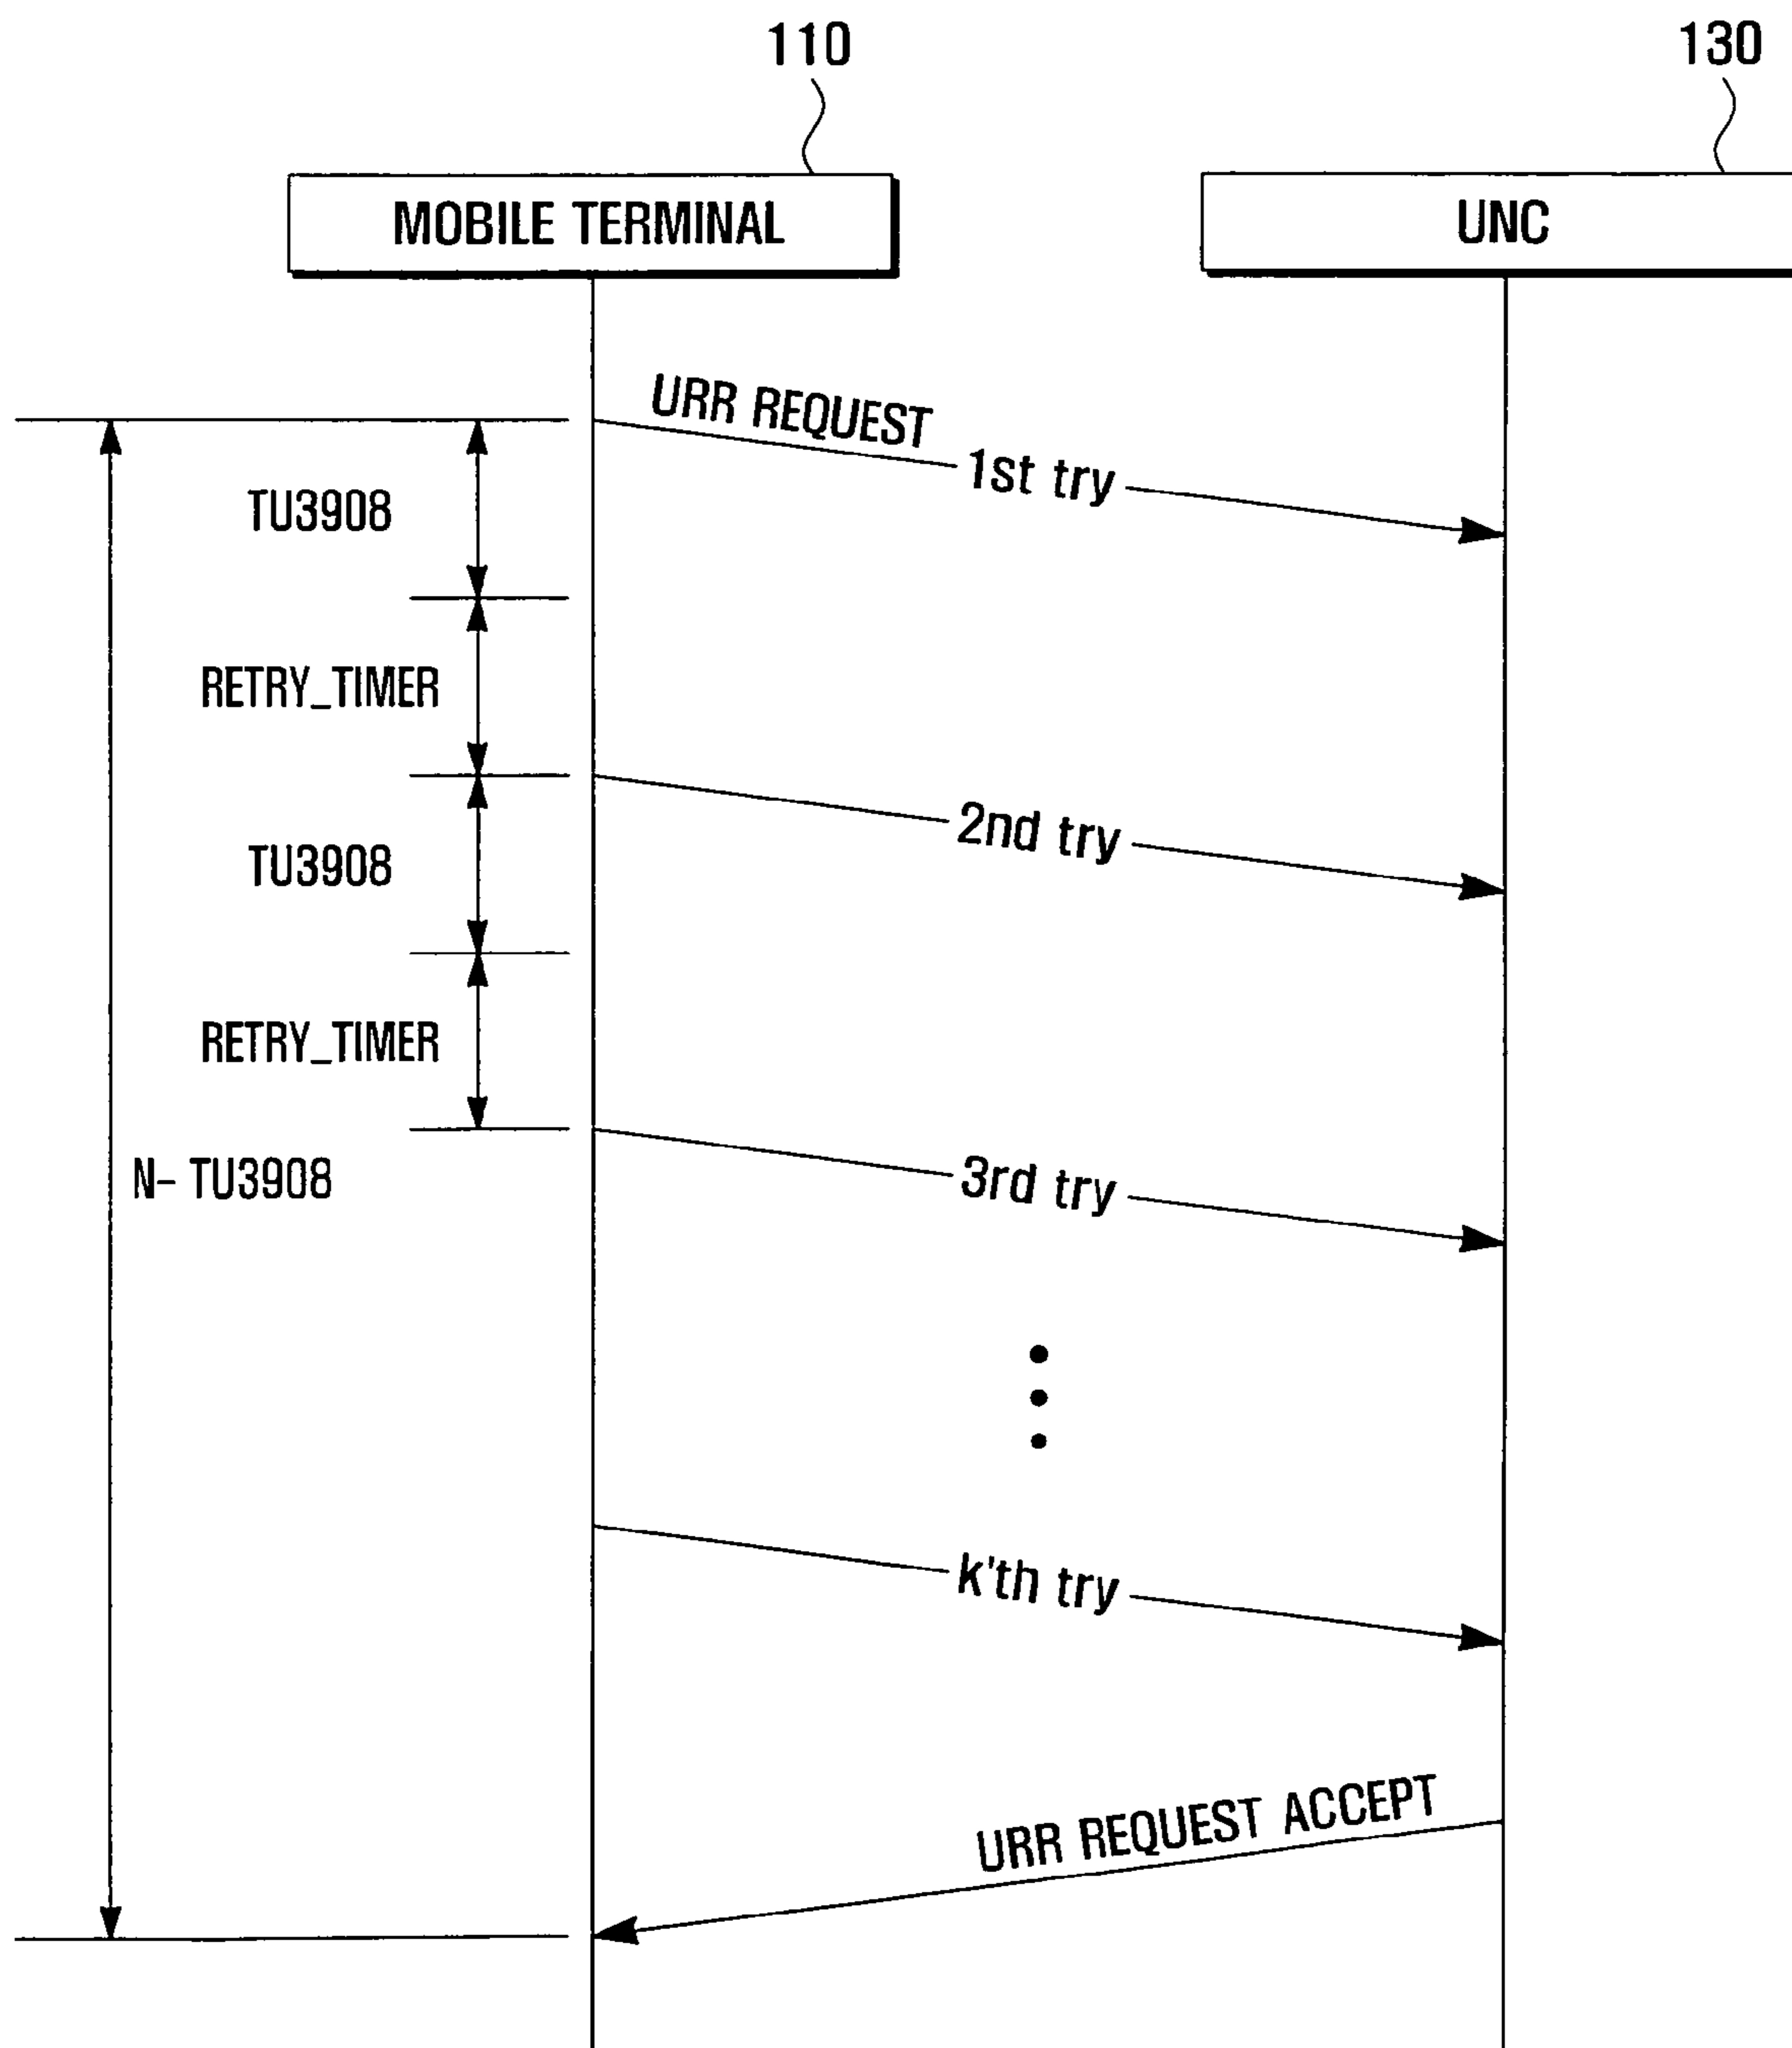 110
130
MOBILE TERMINAL
UNC
URR REQUEST
1st try
TU3908
RETRY_TIMER
2nd try
TU3908
RETRY_TIMER
3rd try
N- TU3908
k'th try
URR REQUEST ACCEPT